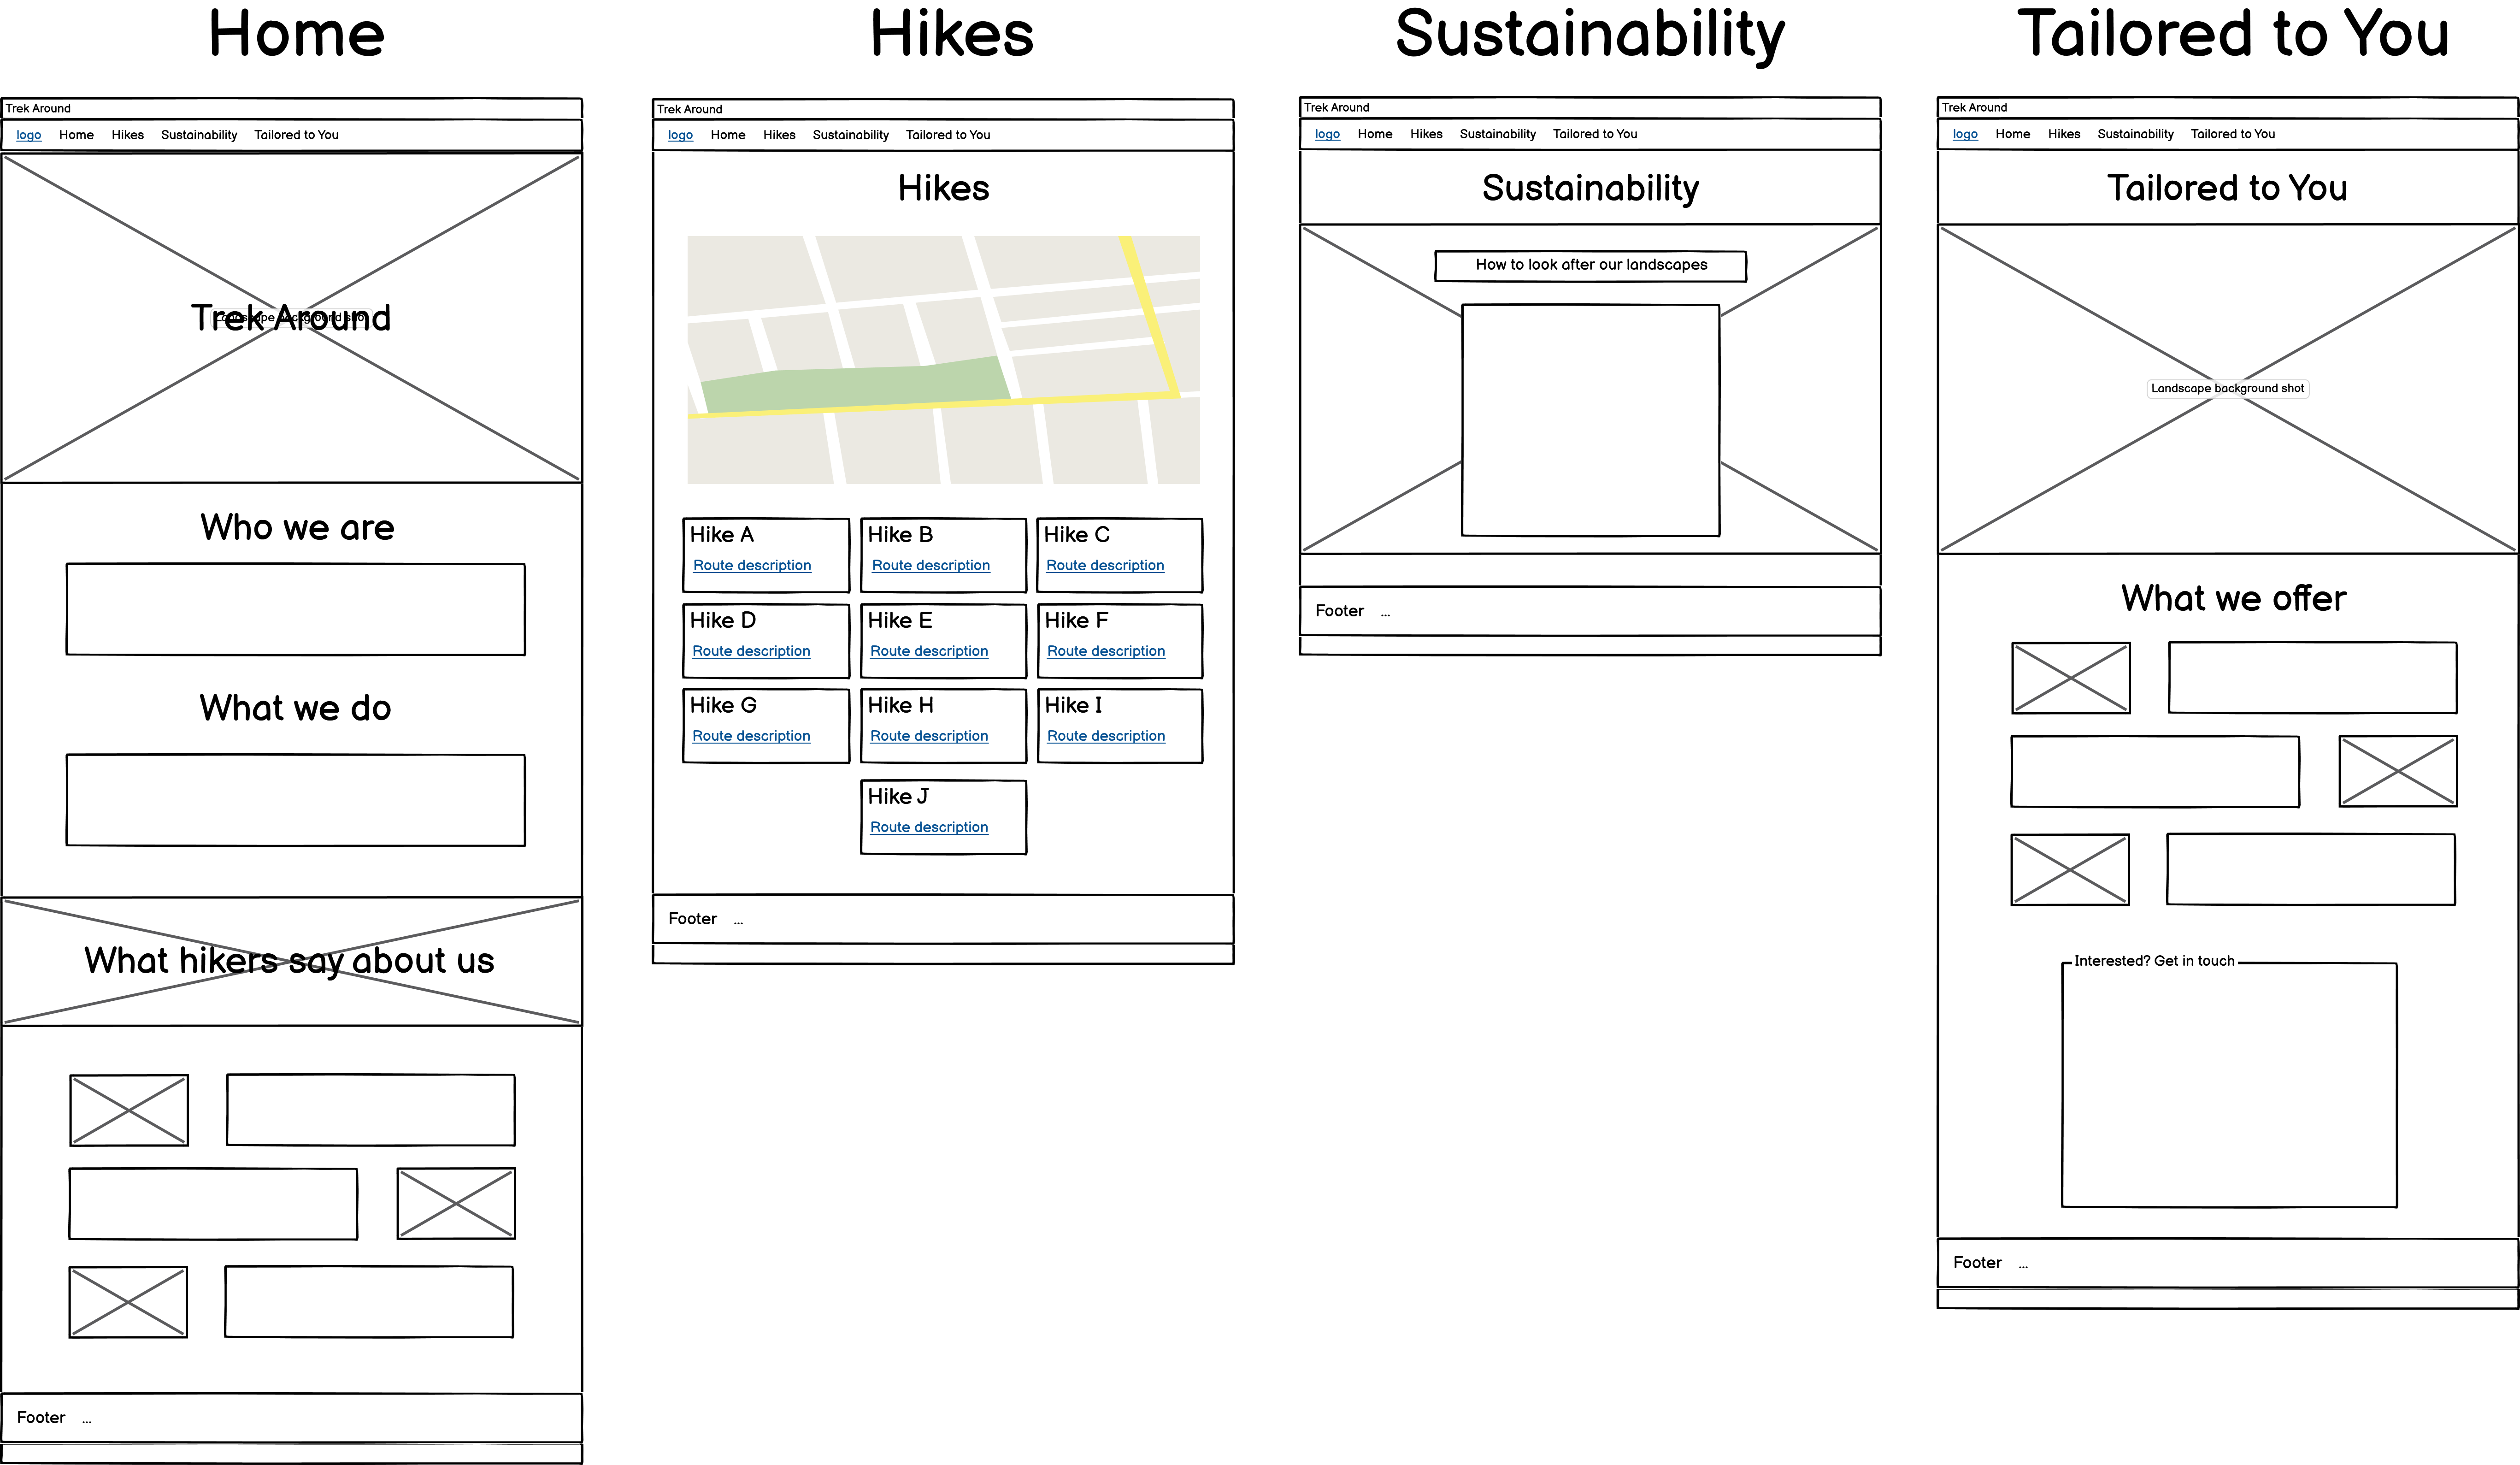 Home
Trek Around
logo Home Hikes Sustainability Tailored to You
Trek Around
Landscape background shot
Who we are
What we do
What hikers say about us
Footer ...
Hikes
Trek Around
logo Home Hikes Sustainability Tailored to You
Hikes
Hike A
Route description
Hike B
Route description
Hike C
Route description
Hike D
Route description
Hike E
Route description
Hike F
Route description
Hike G
Route description
Hike H
Route description
Hike I
Route description
Hike J
Route description
Footer ...
Sustainability
Trek Around
logo Home Hikes Sustainability Tailored to You
Sustainability
How to look after our landscapes
Footer ...
Tailored to You
Trek Around
logo Home Hikes Sustainability Tailored to You
Tailored to You
Landscape background shot
What we offer
Interested? Get in touch
Footer ...